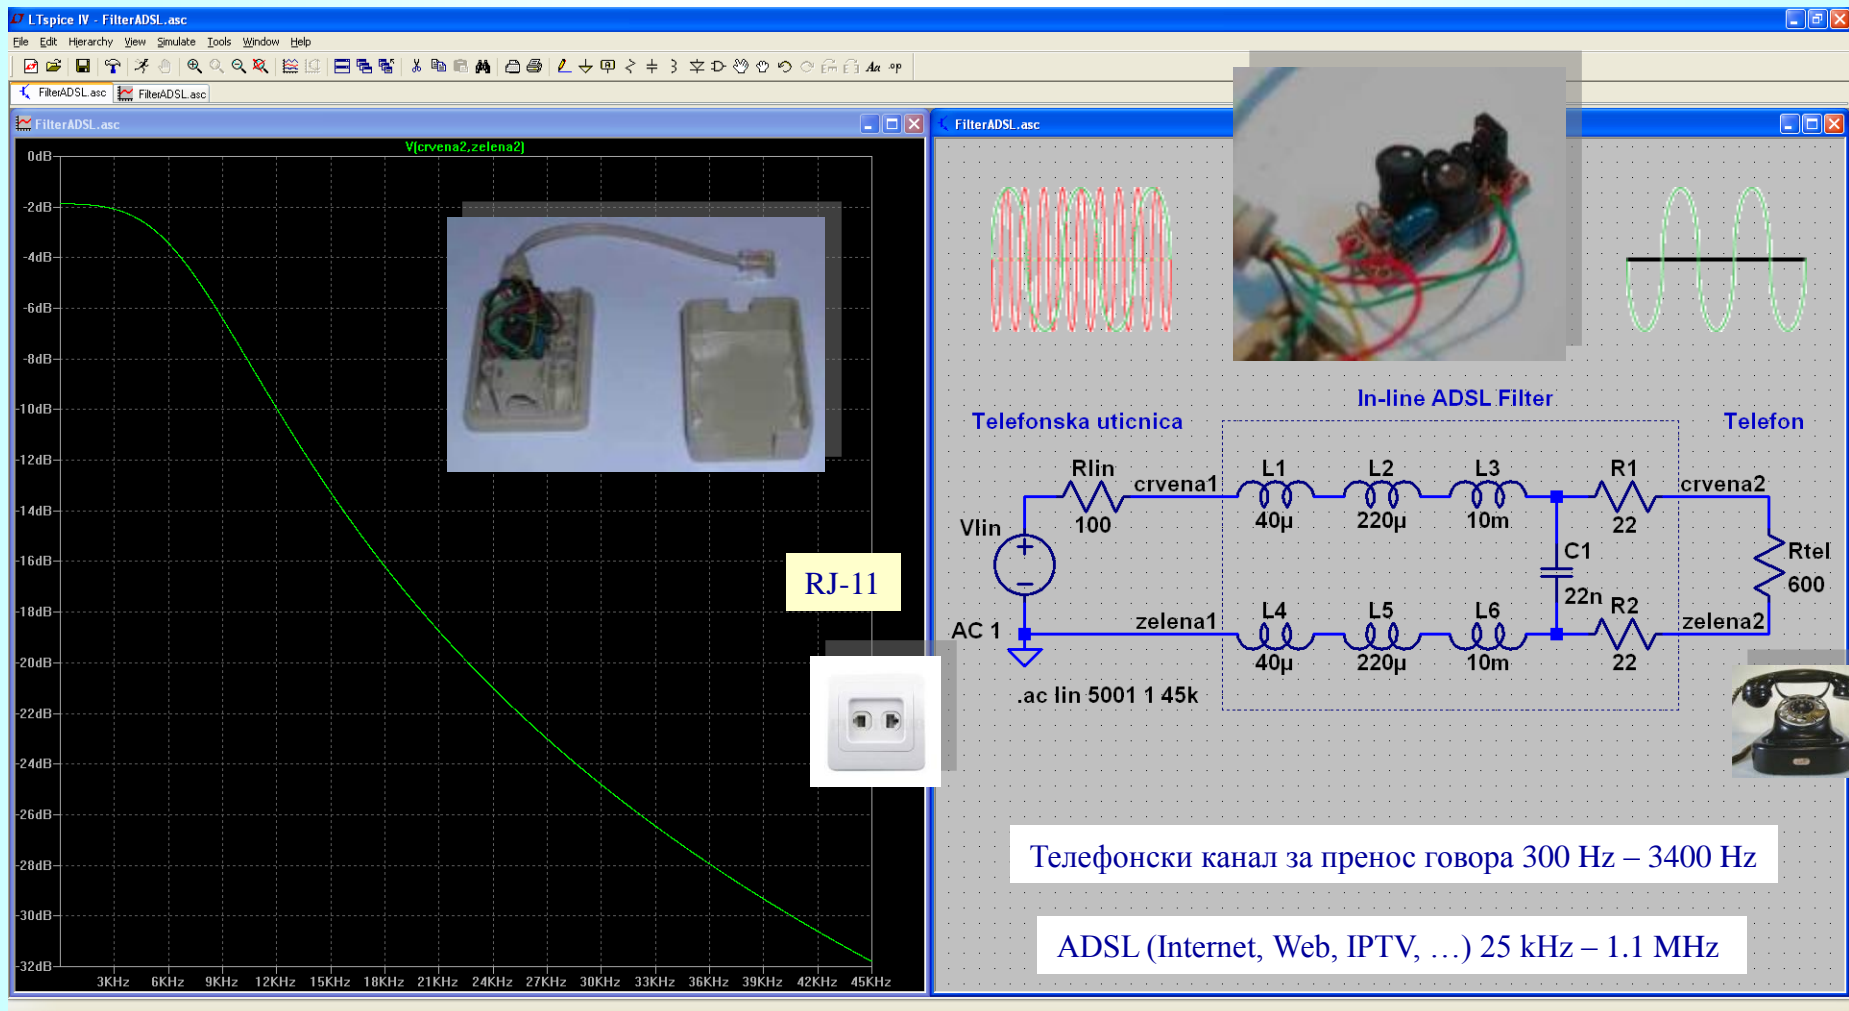 LTspice IV - FilterADSL.asc
File Edit Hierarchy View Simulate Tools Window Help
FilterADSL.asc FilterADSL.asc
FilterADSL.asc
V(crvena2,zelena2)
0dB
-2dB
-4dB
-6dB
-8dB
-10dB
-12dB
-14dB
-16dB
-18dB
-20dB
-22dB
-24dB
-26dB
-28dB
-30dB
-32dB
3KHz 6KHz 9KHz 12KHz 15KHz 18KHz 21KHz 24KHz 27KHz 30KHz 33KHz 36KHz 39KHz 42KHz 45KHz
RJ-11
FilterADSL.asc
In-line ADSL Filter
Telefonska uticnica
Telefon
Rlin
100
crvena1
L1
40µ
L2
220µ
L3
10m
R1
22
crvena2
Vlin
AC 1
C1
22n
Rtel
600
zelena1
L4
40µ
L5
220µ
L6
10m
R2
22
zelena2
.ac lin 5001 1 45k
Телефонски канал за пренос говора 300 Hz – 3400 Hz
ADSL (Internet, Web, IPTV, …) 25 kHz – 1.1 MHz